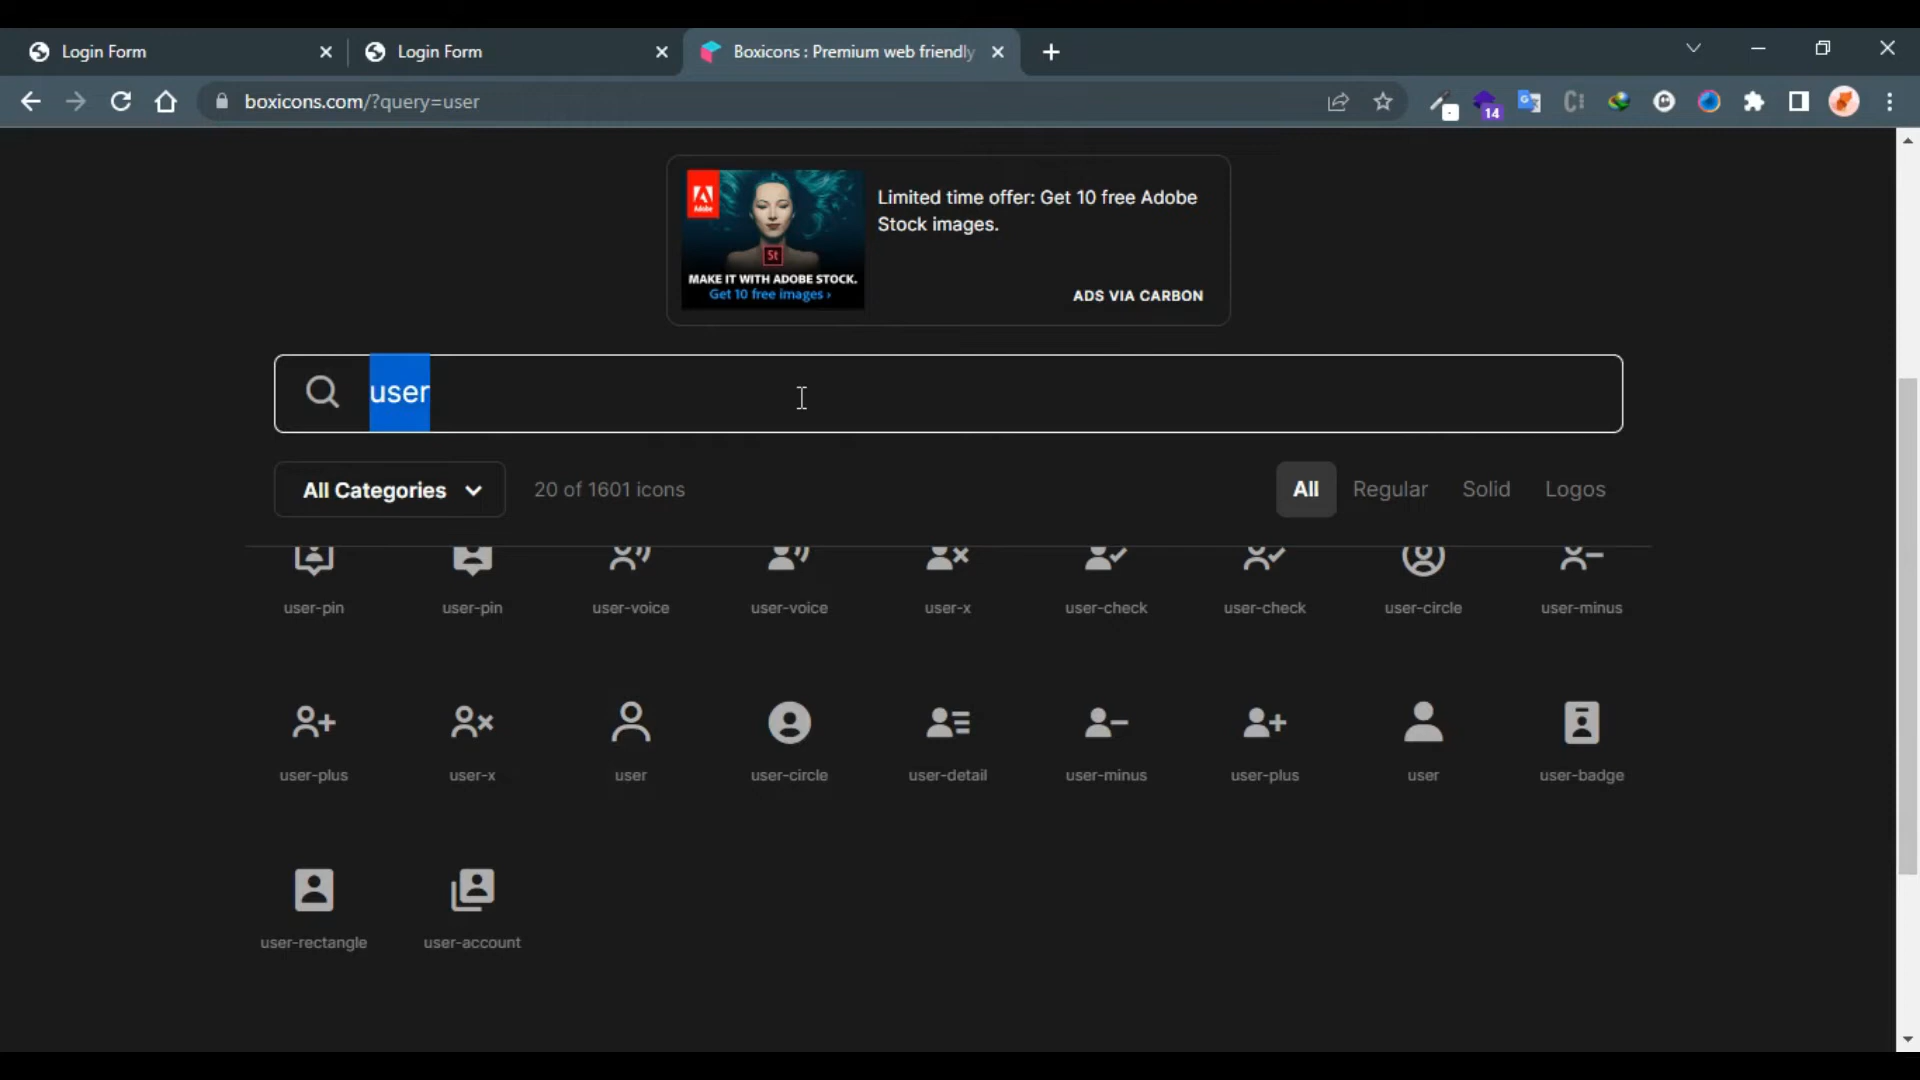 Login Form
Login Form
Boxicons : Premium web friendly
boxicons.com/?query=user
14
Adobe
St
MAKE IT WITH ADOBE STOCK.
Get 10 free images ›
Limited time offer: Get 10 free Adobe
Stock images.
ADS VIA CARBON
user
All Categories
20 of 1601 icons
All Regular Solid Logos
user-pin user-pin user-voice user-voice user-x user-check user-check user-circle user-minus
user-plus user-x user user-circle user-detail user-minus user-plus user user-badge
user-rectangle user-account